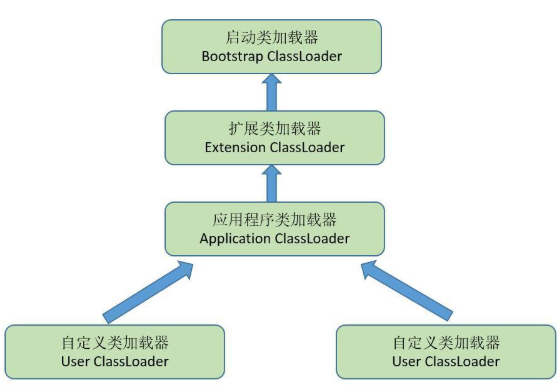 启动类加载器
Bootstrap ClassLoader
扩展类加载器
Extension ClassLoader
应用程序类加载器
Application ClassLoader
自定义类加载器
User ClassLoader
自定义类加载器
User ClassLoader